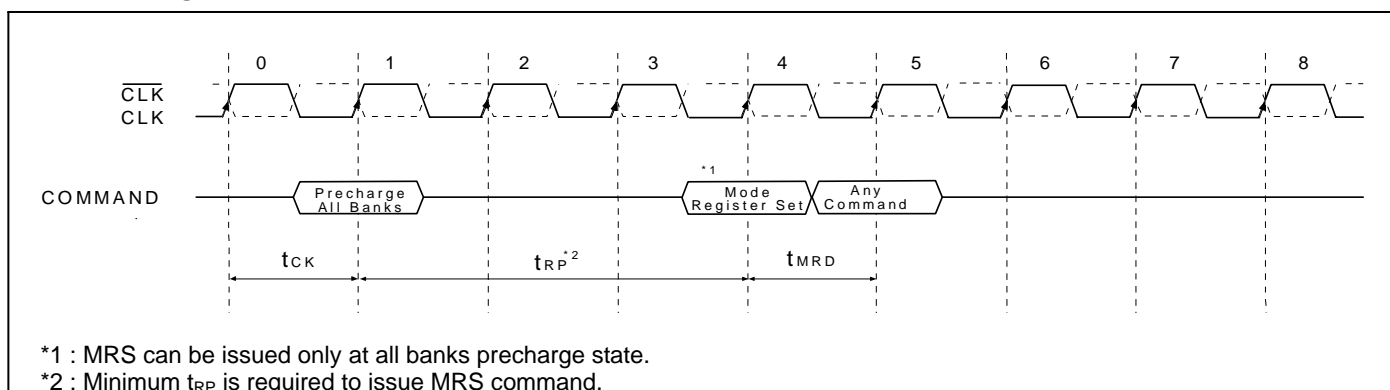 0 1 2 3 4 5 6 7 8
CLK
CLK
*1
COMMAND
Precharge All Banks
Mode Register Set
Any Command
tCK
tRP*2
tMRD
*1 : MRS can be issued only at all banks precharge state.
*2 : Minimum tRP is required to issue MRS command.